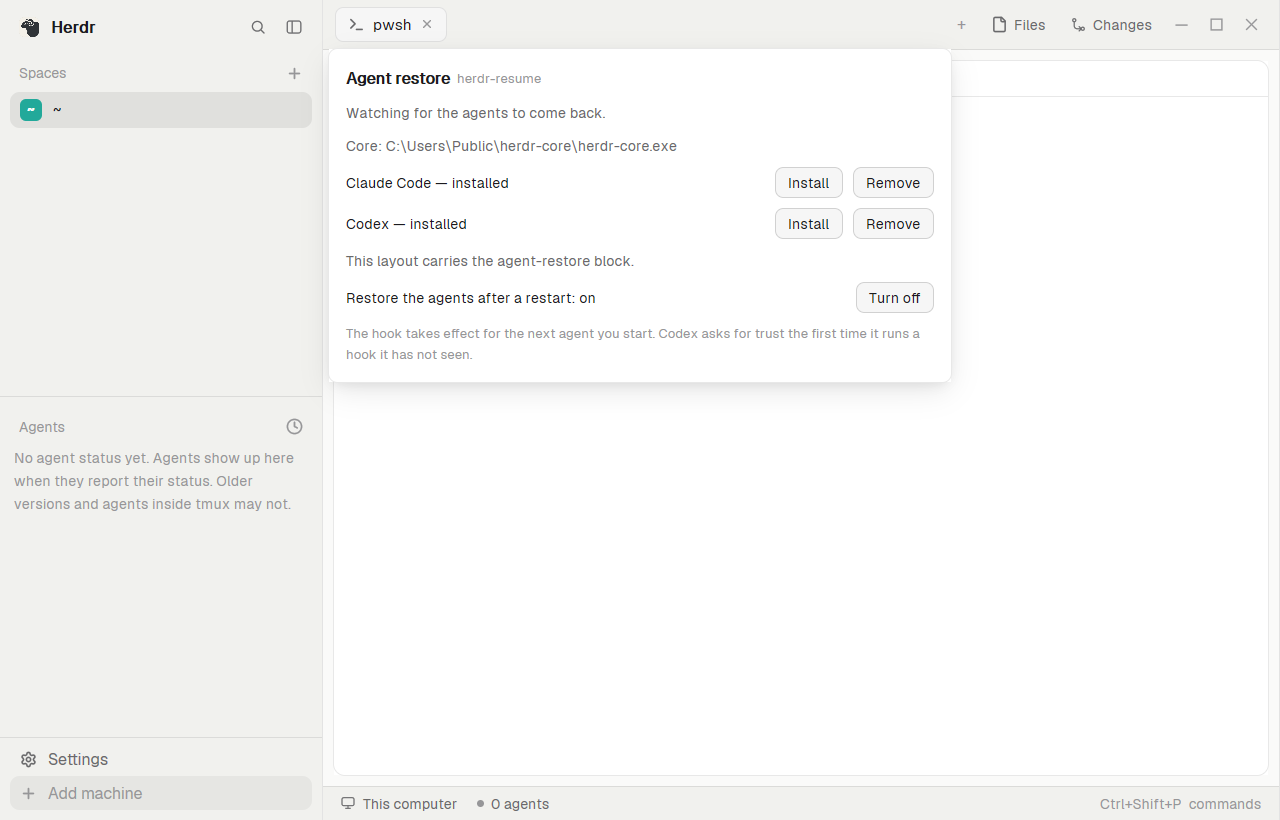 Herdr
Spaces
~ ~
Agents
No agent status yet. Agents show up here
when they report their status. Older
versions and agents inside tmux may not.
Settings
Add machine
pwsh
Files
Changes
Agent restore herdr-resume
Watching for the agents to come back.
Core: C:\Users\Public\herdr-core\herdr-core.exe
Claude Code — installed
Install
Remove
Codex — installed
Install
Remove
This layout carries the agent-restore block.
Restore the agents after a restart: on
Turn off
The hook takes effect for the next agent you start. Codex asks for trust the first time it runs a
hook it has not seen.
This computer
0 agents
Ctrl+Shift+P commands